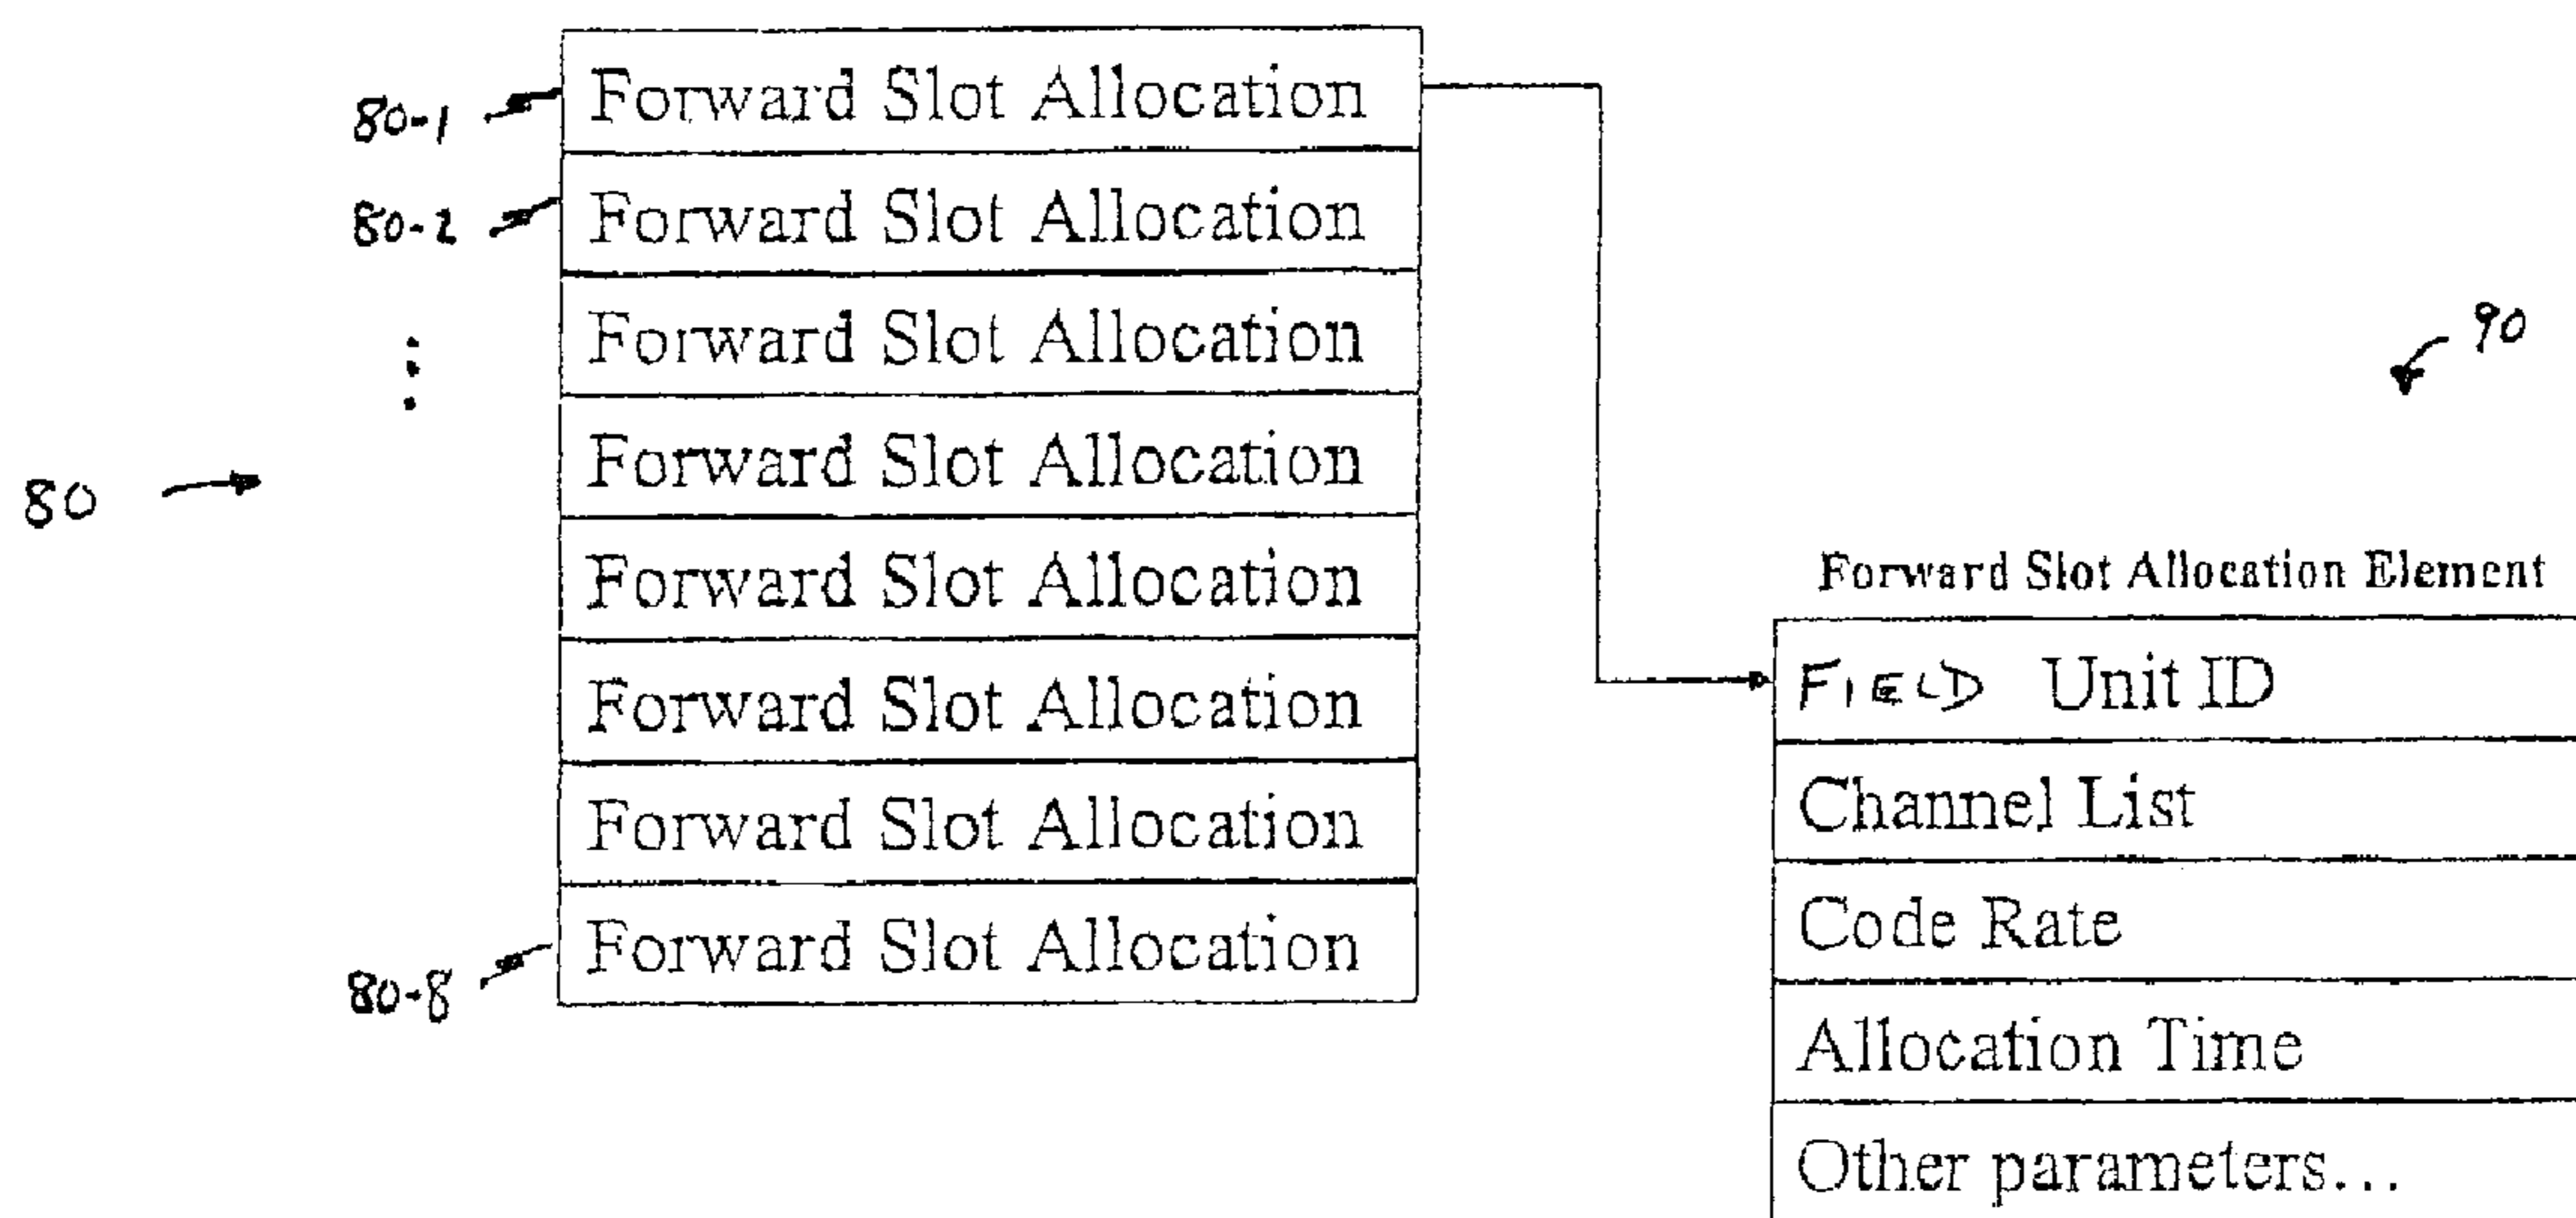 80-1
Forward Slot Allocation
80-2
Forward Slot Allocation
Forward Slot Allocation
Forward Slot Allocation
80
Forward Slot Allocation
Forward Slot Allocation
Forward Slot Allocation
80-8
Forward Slot Allocation
90
Forward Slot Allocation Element
FIELD Unit ID
Channel List
Code Rate
Allocation Time
Other parameters...